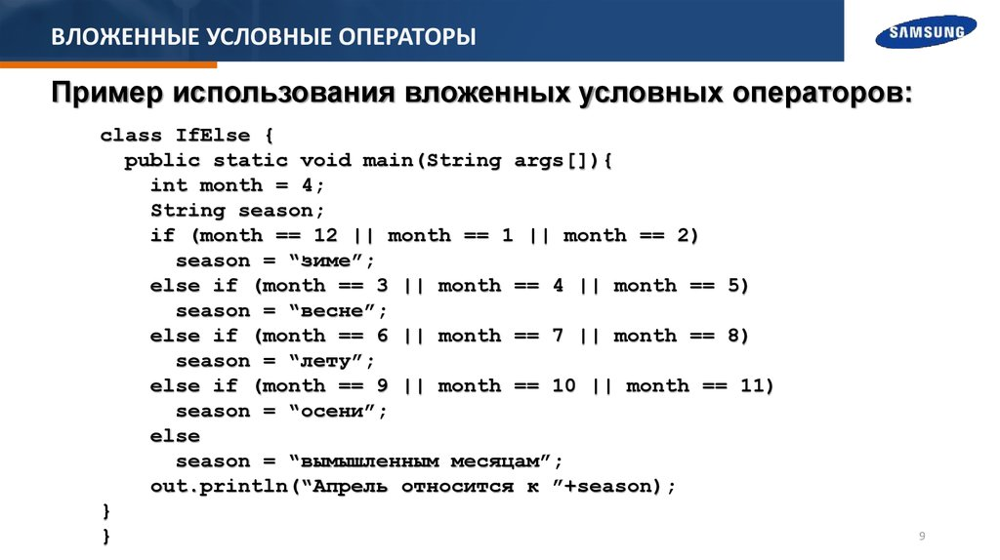 ВЛОЖЕННЫЕ УСЛОВНЫЕ ОПЕРАТОРЫ
SAMSUNG
Пример использования вложенных условных операторов:
class IfElse {
public static void main(String args[]){
int month = 4;
String season;
if (month == 12 || month == 1 || month == 2)
season = “зиме”;
else if (month == 3 || month == 4 || month == 5)
season = “весне”;
else if (month == 6 || month == 7 || month == 8)
season = “лету”;
else if (month == 9 || month == 10 || month == 11)
season = “осени”;
else
season = “вымышленным месяцам”;
out.println(“Апрель относится к ”+season);
}
}
9